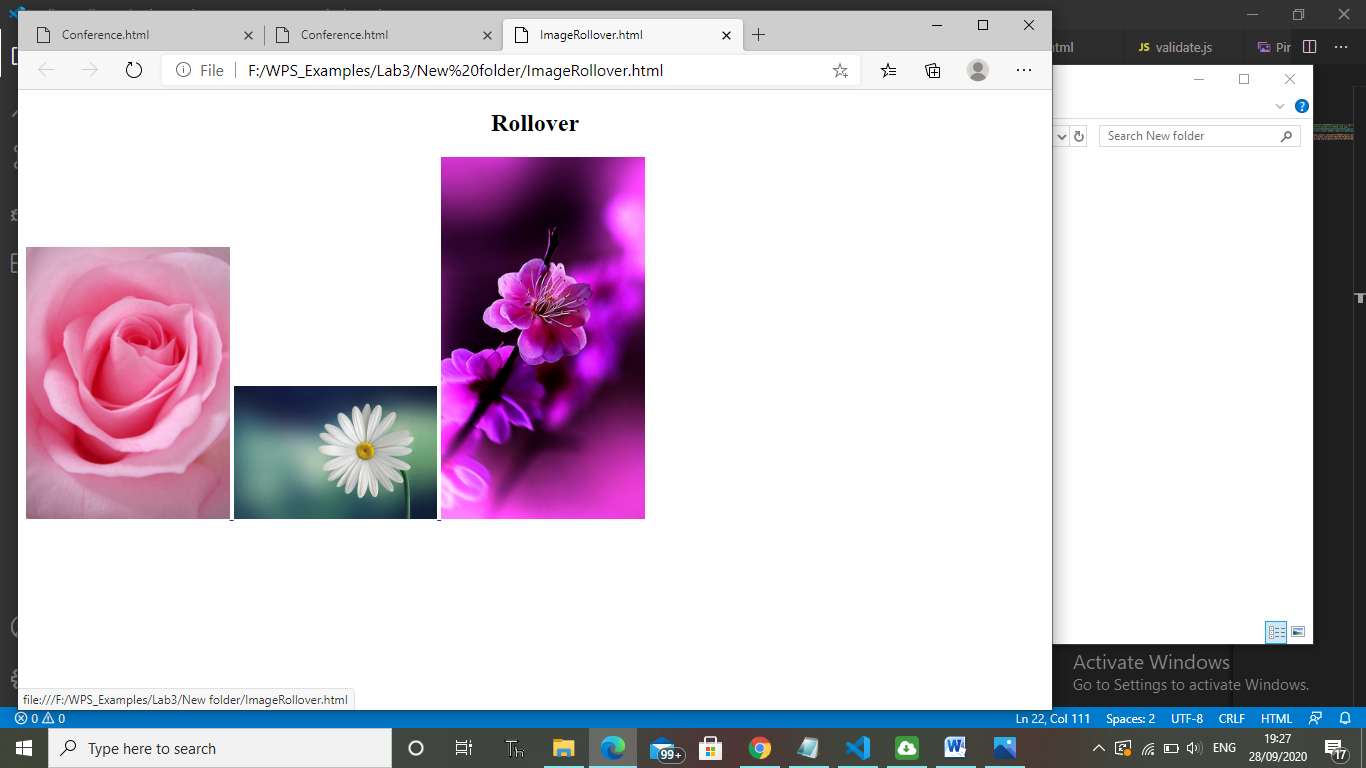 Conference.html
Conference.html
ImageRollover.html
html
validate.js
File
F:/WPS_Examples/Lab3/New%20folder/ImageRollover.html
Search New folder
Rollover
Activate Windows
Go to Settings to activate Windows.
file:///F:/WPS_Examples/Lab3/New folder/ImageRollover.html
0 0
Ln 22, Col 111
Spaces: 2
UTF-8
CRLF
HTML
Type here to search
99+
ENG
19:27
28/09/2020
17